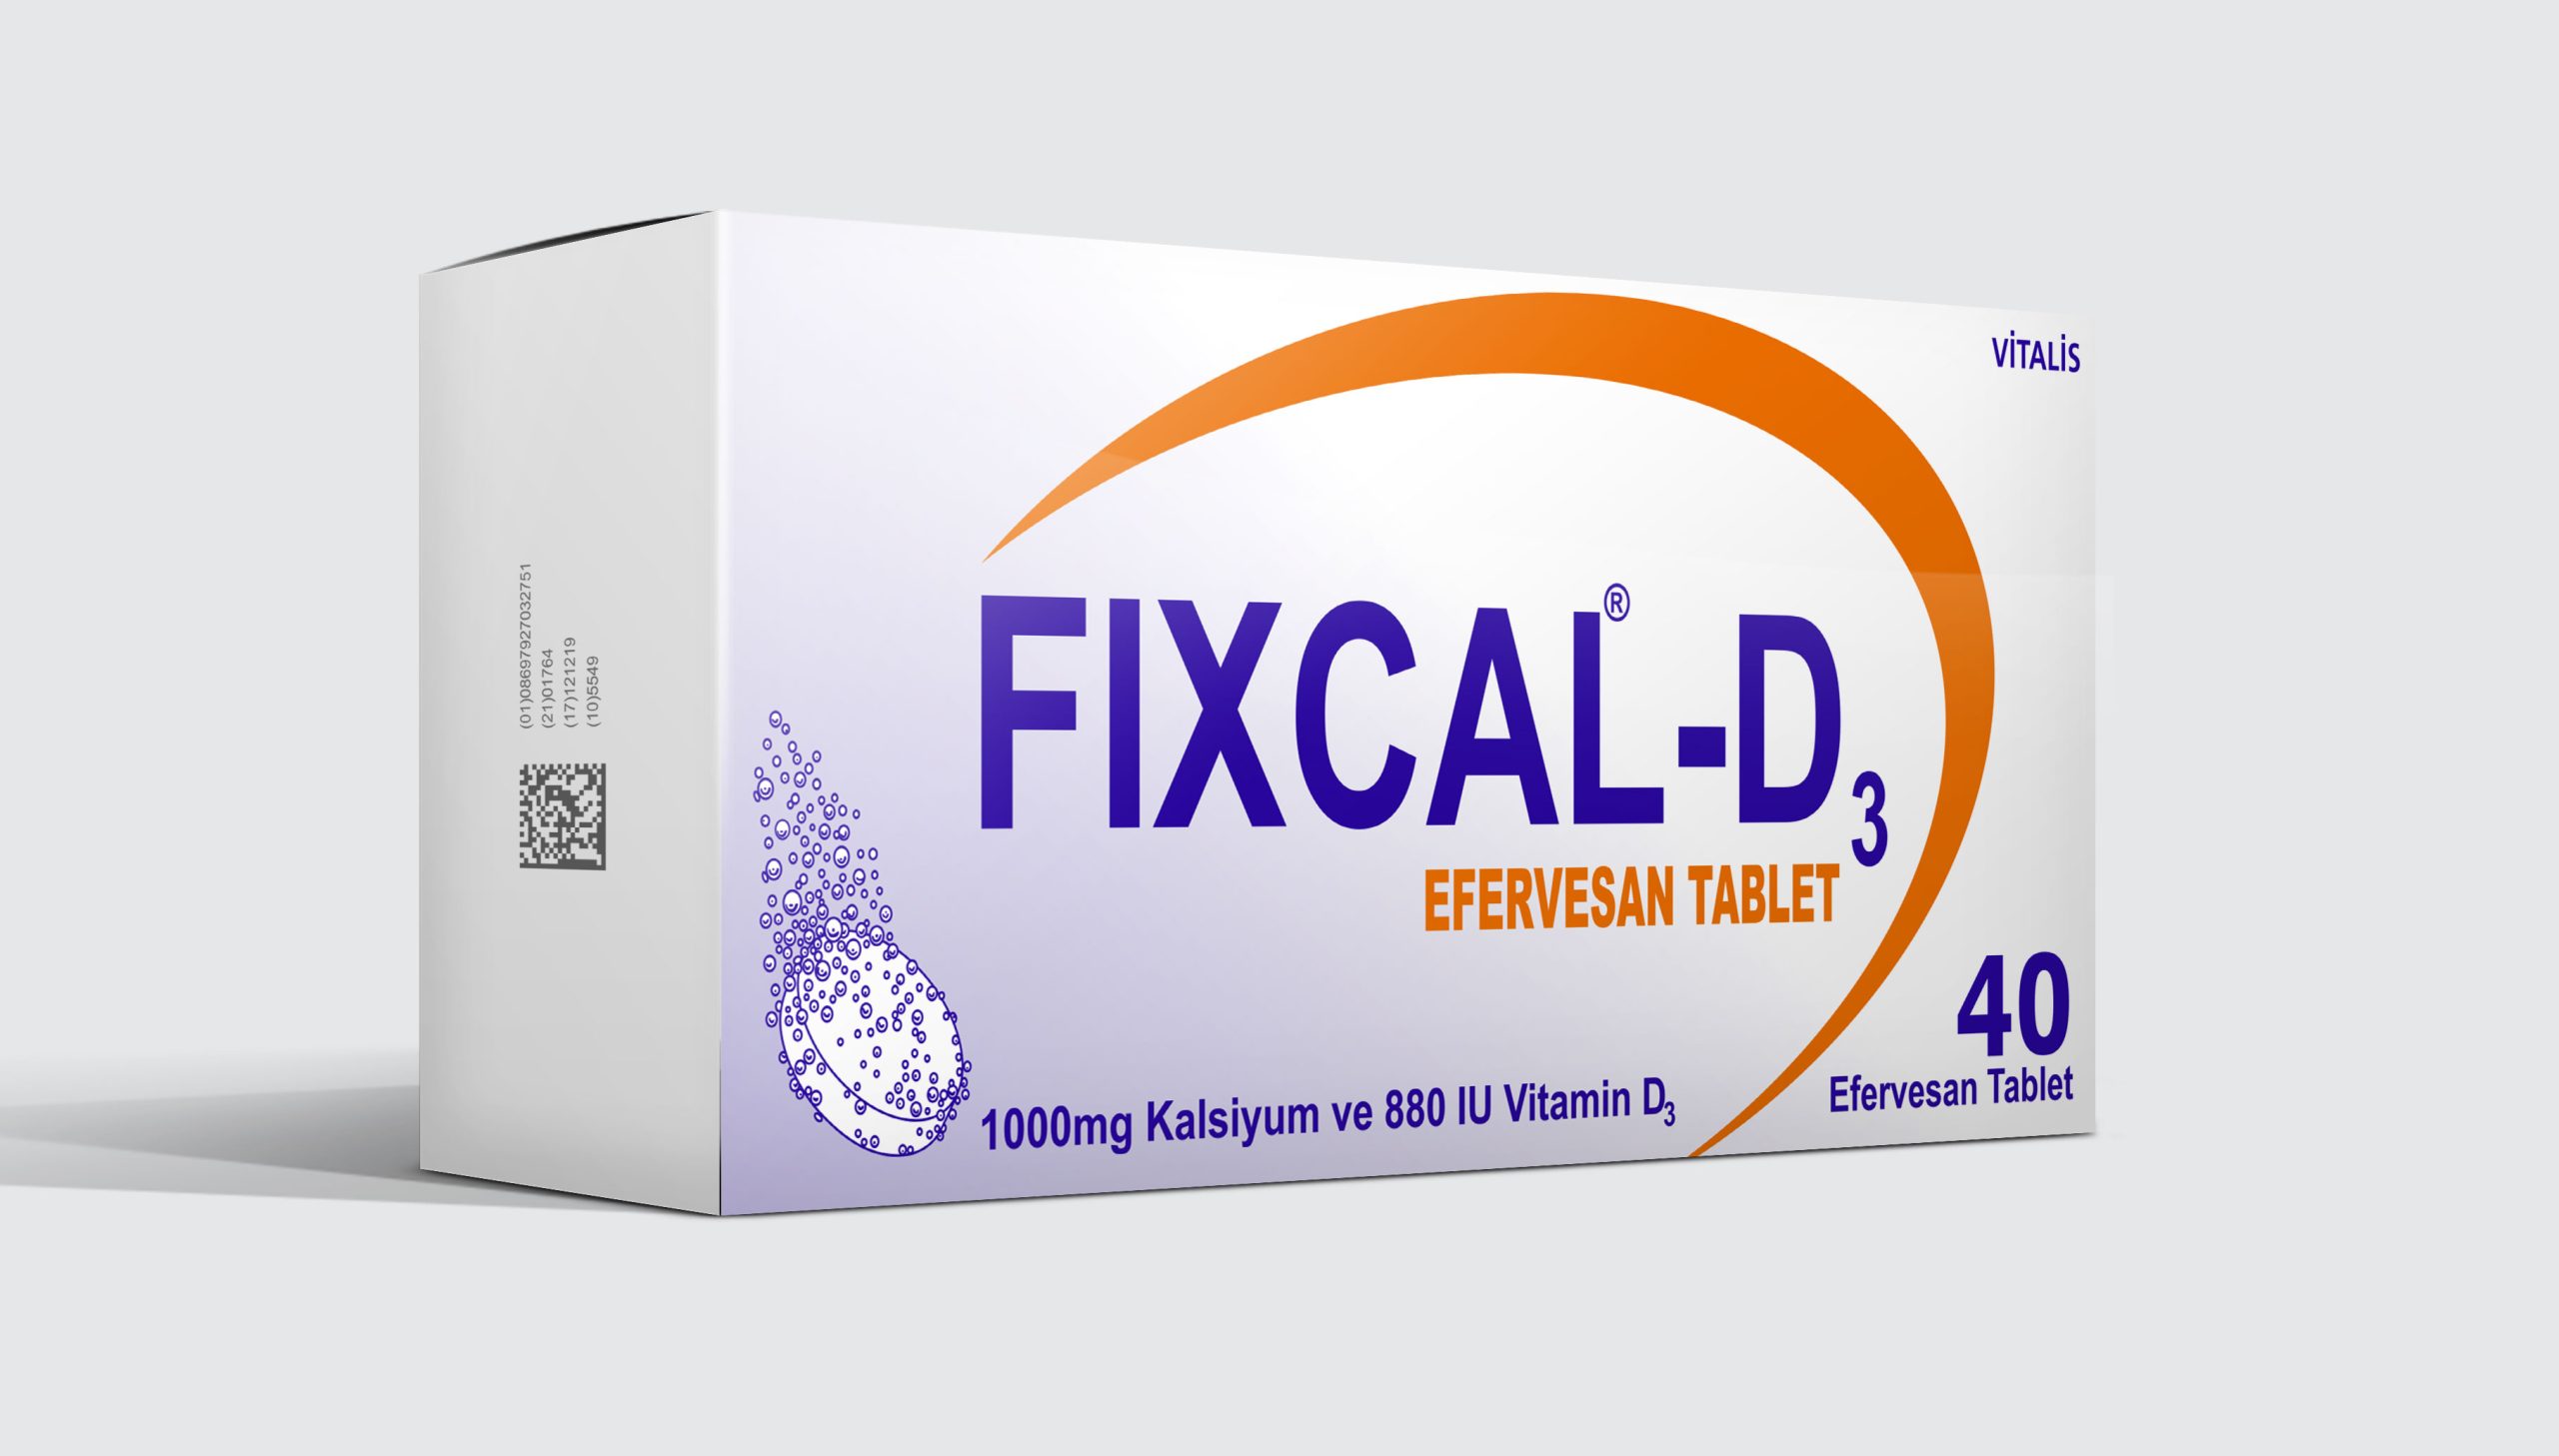 (01)08697927032751
(21)01764
(17)121219
(10)5549
VİTALİS
FIXCAL®-D3
EFERVESAN TABLET
1000mg Kalsiyum ve 880 IU Vitamin D3
40
Efervesan Tablet